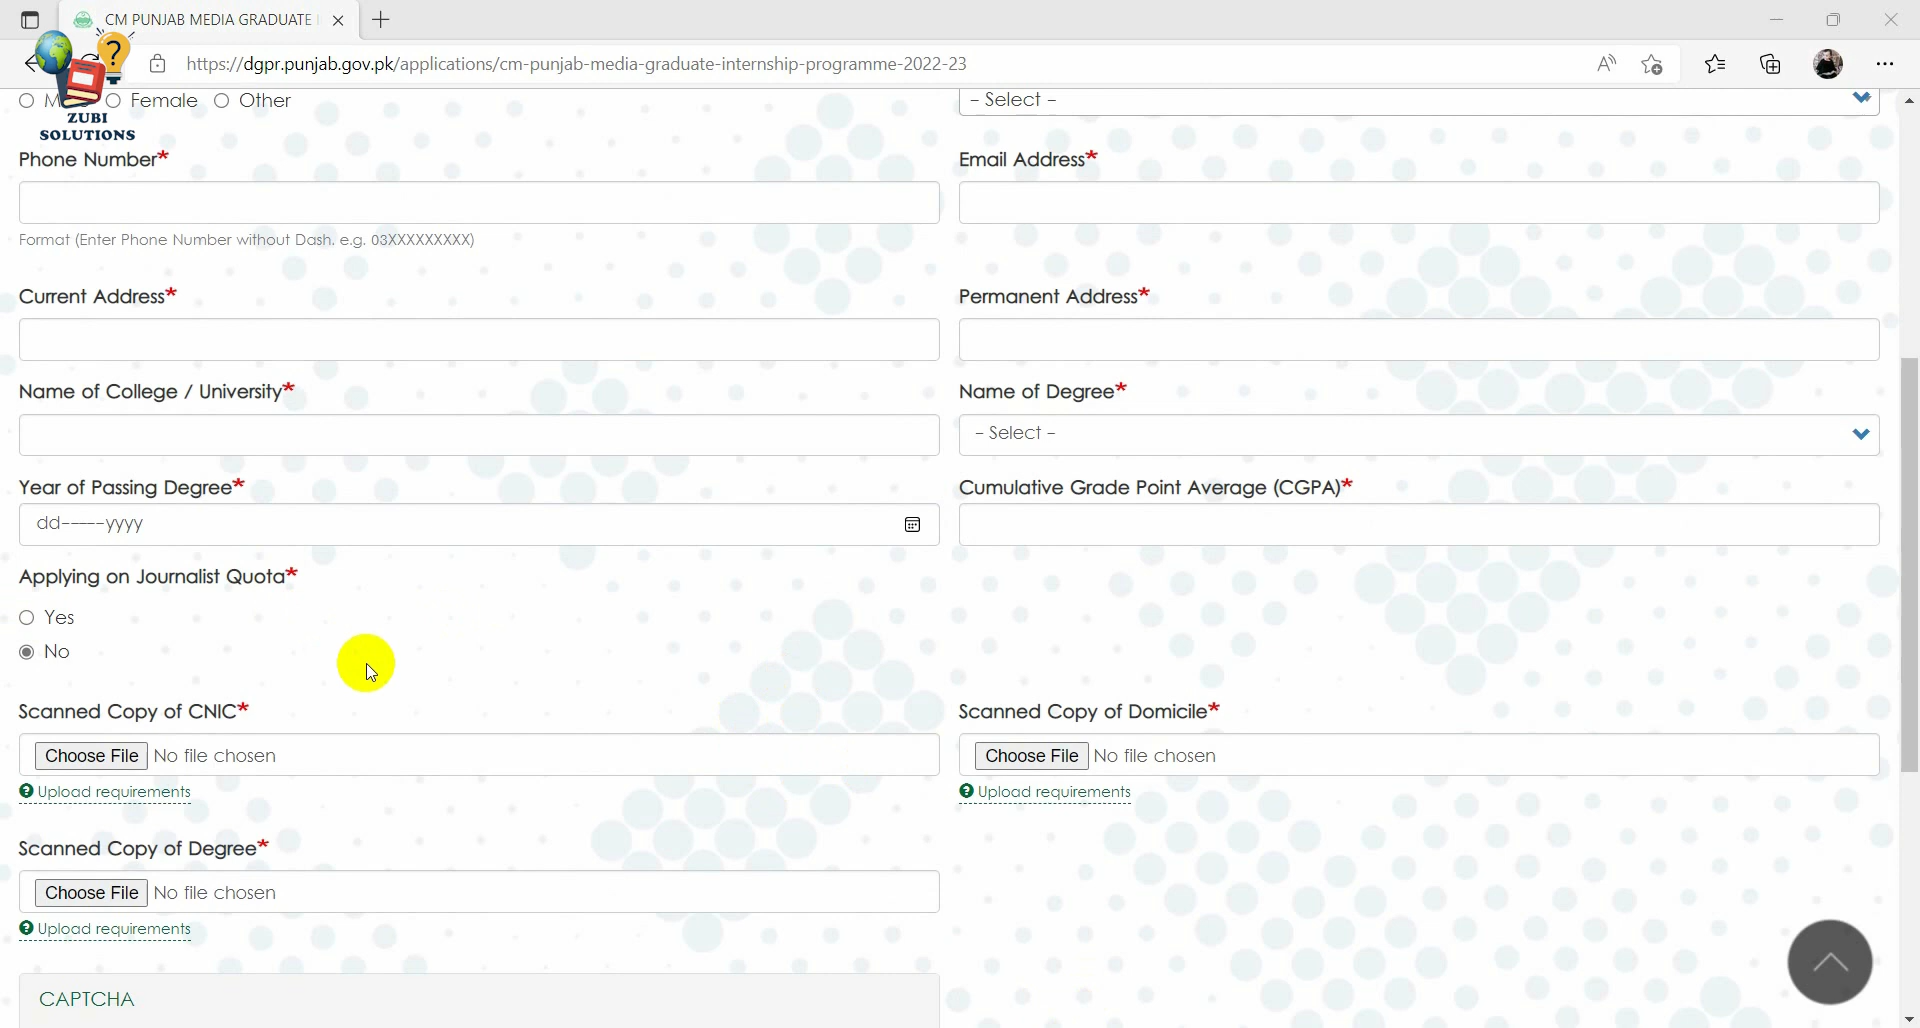 CM PUNJAB MEDIA GRADUATE
https://dgpr.punjab.gov.pk/applications/cm-punjab-media-graduate-internship-programme-2022-23
Female Other
- Select -
ZUBI
SOLUTIONS
Phone Number*
Email Address*
Format (Enter Phone Number without Dash. e.g. 03XXXXXXXXX)
Current Address*
Permanent Address*
Name of College / University*
Name of Degree*
- Select -
Year of Passing Degree*
Cumulative Grade Point Average (CGPA)*
dd-----yyyy
Applying on Journalist Quota*
Yes
No
Scanned Copy of CNIC*
Scanned Copy of Domicile*
Choose File No file chosen
Choose File No file chosen
Upload requirements
Upload requirements
Scanned Copy of Degree*
Choose File No file chosen
Upload requirements
CAPTCHA